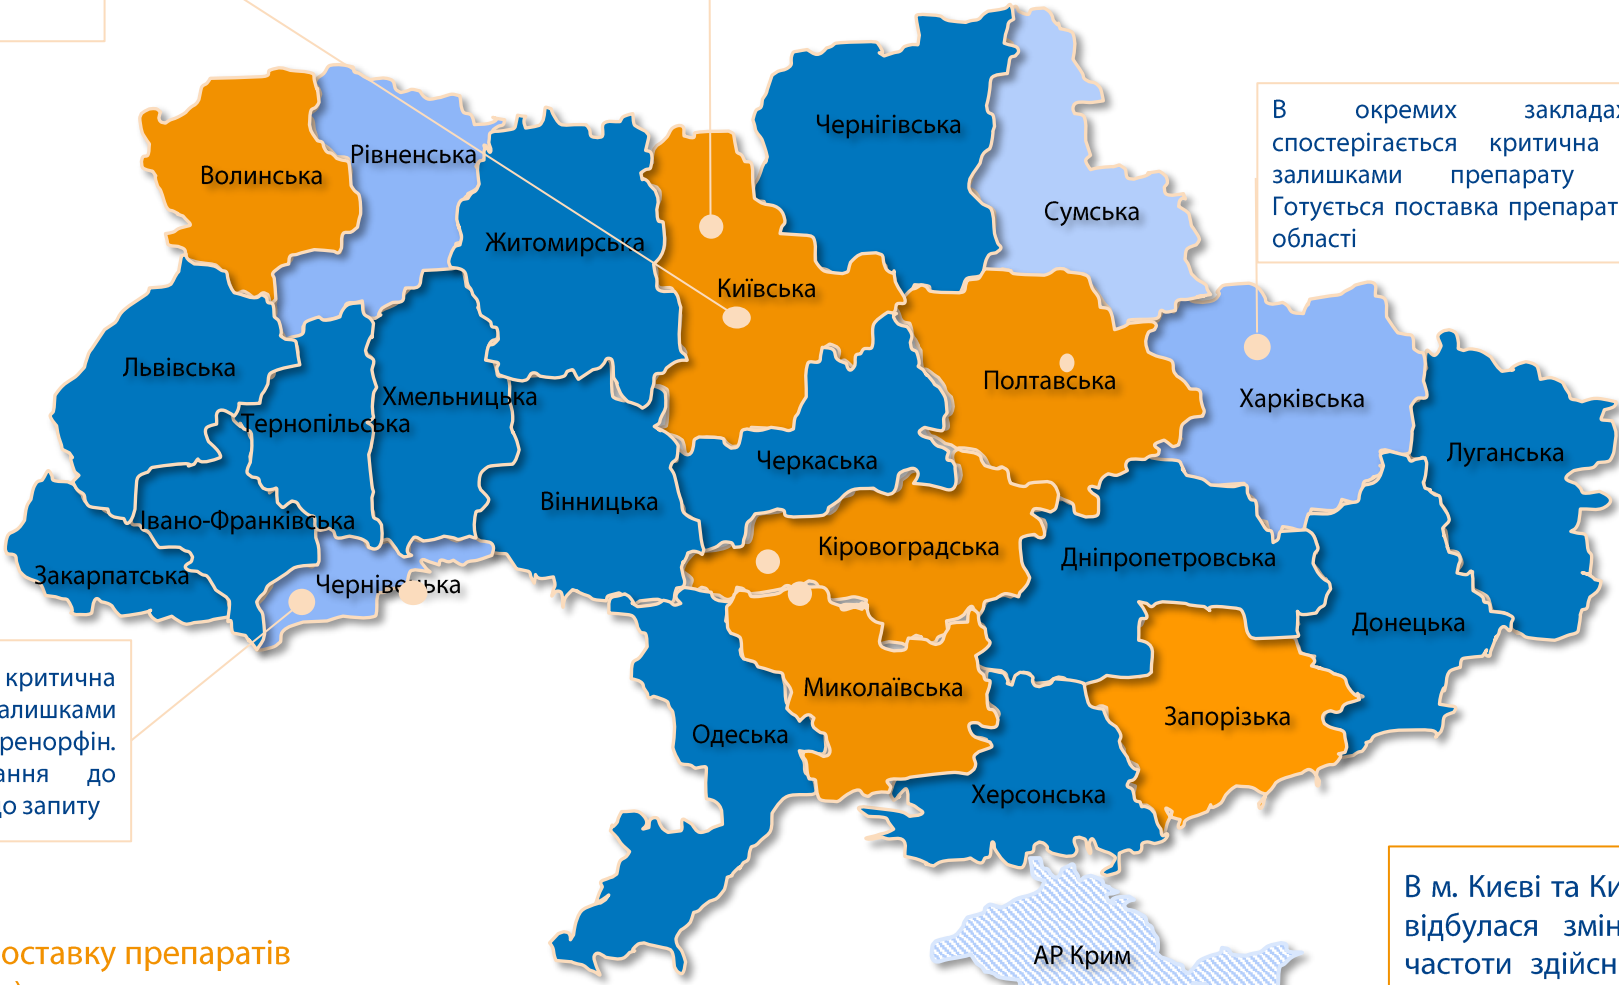 Чернігівська
В окремих закладах
спостерігається критична
залишками препарату
Готується поставка препарат
області
Рівненська
Волинська
Сумська
Житомирська
Київська
Львівська
Полтавська
Хмельницька
Харківська
Тернопільська
Луганська
Черкаська
Вінницька
Івано-Франківська
Кіровоградська
Дніпропетровська
Закарпатська
Донецька
критична
алишками
ренорфін.
ання до
до запиту
Миколаївська
Запорізька
Одеська
Херсонська
В м. Києві та Ки
відбулася змін
частоти здійсн
оставку препаратів
АР Крим